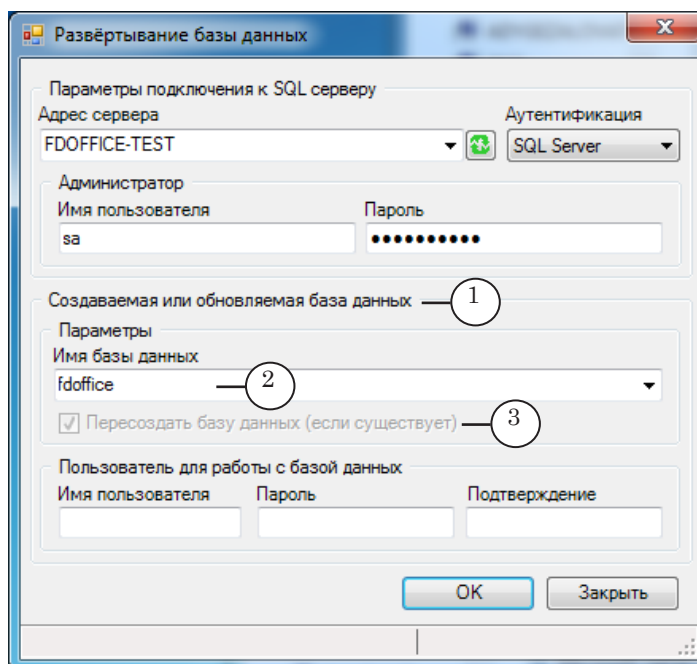 Развёртывание базы данных
Параметры подключения к SQL серверу
Адрес сервера Аутентификация
FDOFFICE-TEST SQL Server
Администратор
Имя пользователя Пароль
sa ●●●●●●●●●●
Создаваемая или обновляемая база данных 1
Параметры
Имя базы данных
fdoffice 2
Пересоздать базу данных (если существует) 3
Пользователь для работы с базой данных
Имя пользователя Пароль Подтверждение
OK Закрыть